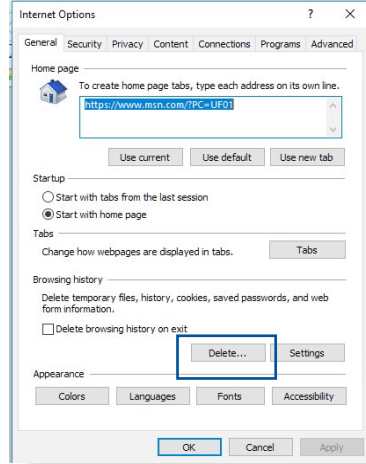 Internet Options ? X
General Security Privacy Content Connections Programs Advanced
Home page
To create home page tabs, type each address on its own line.
https://www.msn.com/?PC=UF01
Use current Use default Use new tab
Startup
Start with tabs from the last session
Start with home page
Tabs
Change how webpages are displayed in tabs. Tabs
Browsing history
Delete temporary files, history, cookies, saved passwords, and web
form information.
Delete browsing history on exit
Delete... Settings
Appearance
Colors Languages Fonts Accessibility
OK Cancel Apply